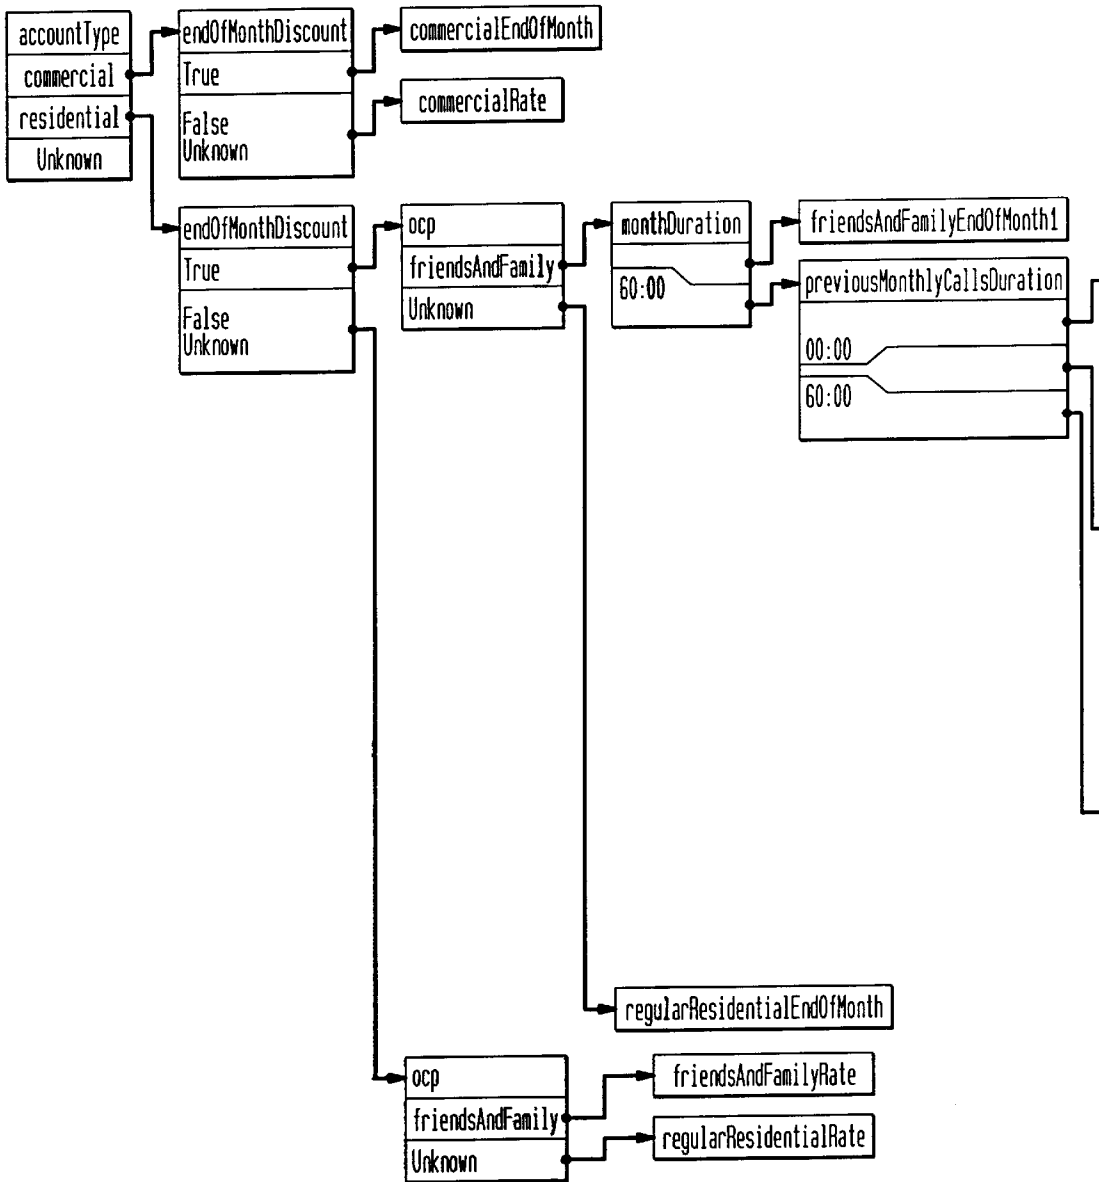 accountType
commercial
residential
Unknown
endOfMonthDiscount
True
False
Unknown
commercialEndOfMonth
commercialRate
endOfMonthDiscount
True
False
Unknown
ocp
friendsAndFamily
Unknown
monthDuration
60:00
friendsAndFamilyEndOfMonth1
previousMonthlyCallsDuration
00:00
60:00
regularResidentialEndOfMonth
ocp
friendsAndFamily
Unknown
friendsAndFamilyRate
regularResidentialRate